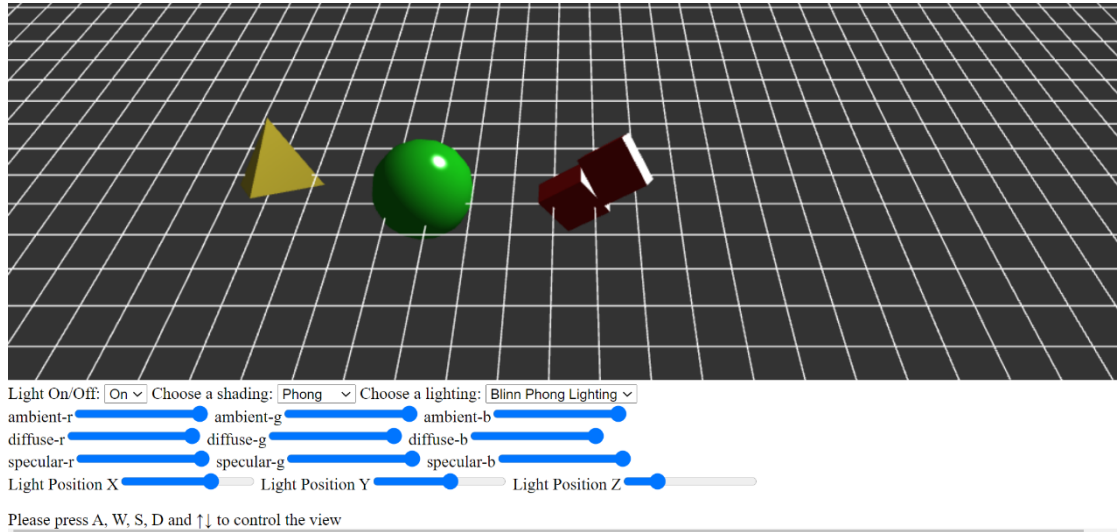 Light On/Off: On Choose a shading: Phong Choose a lighting: Blinn Phong Lighting
ambient-r ambient-g ambient-b
diffuse-r diffuse-g diffuse-b
specular-r specular-g specular-b
Light Position X Light Position Y Light Position Z
Please press A, W, S, D and ↑↓ to control the view